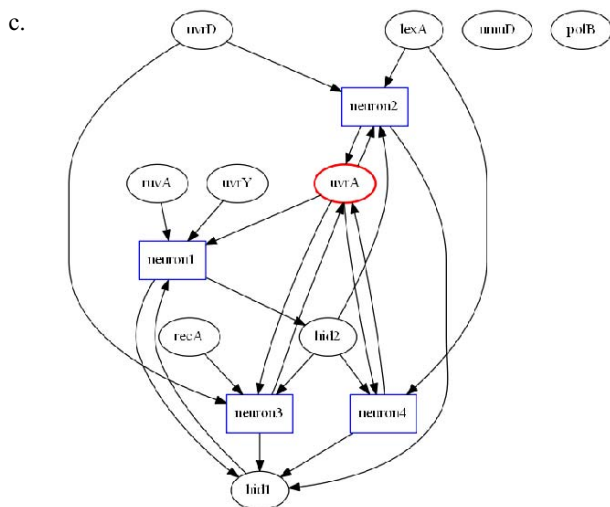 c.
uvrD
lexA
umuD
polB
neuron2
ruvA
uvrY
uvrA
neuron1
recA
hid2
neuron3
neuron4
hid1